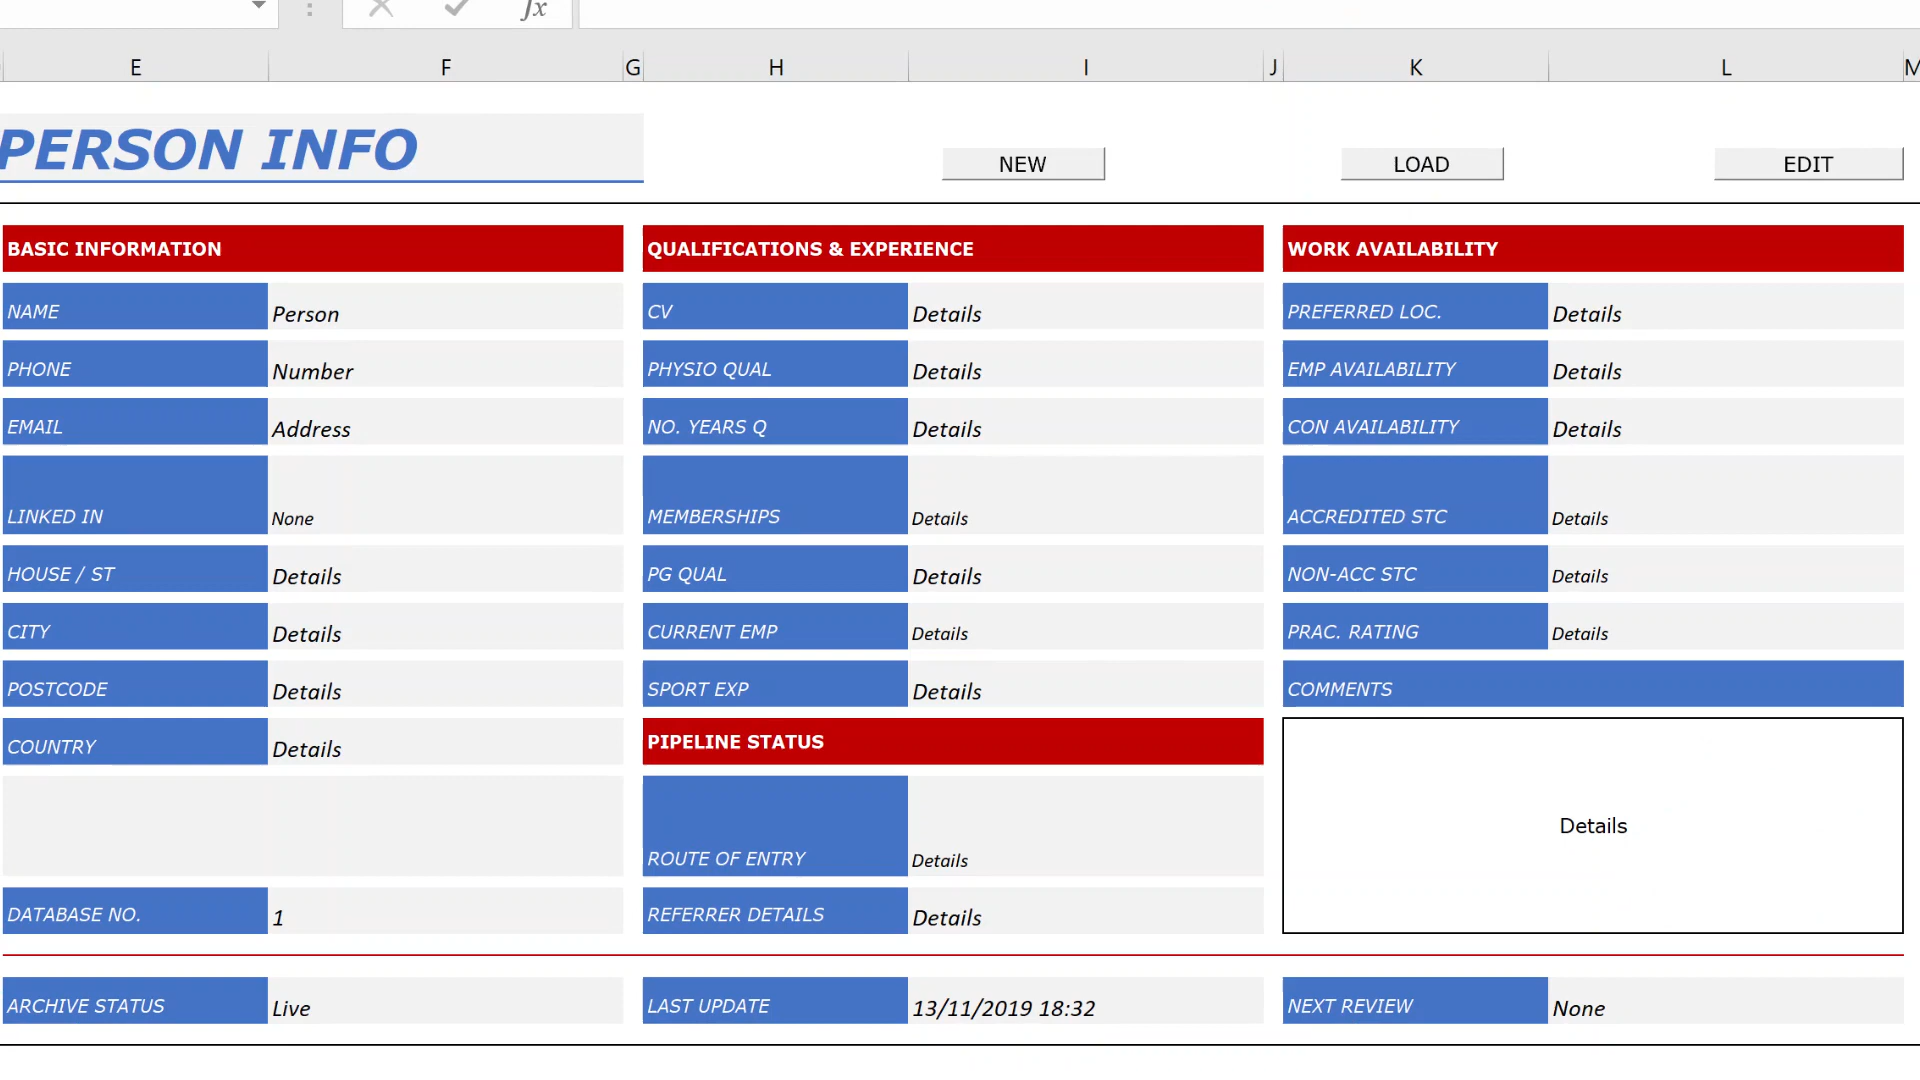 fx
E F G H I J K L M
PERSON INFO
NEW LOAD EDIT
BASIC INFORMATION QUALIFICATIONS & EXPERIENCE WORK AVAILABILITY
NAME Person CV Details PREFERRED LOC. Details
PHONE Number PHYSIO QUAL Details EMP AVAILABILITY Details
EMAIL Address NO. YEARS Q Details CON AVAILABILITY Details
LINKED IN None MEMBERSHIPS Details ACCREDITED STC Details
HOUSE / ST Details PG QUAL Details NON-ACC STC Details
CITY Details CURRENT EMP Details PRAC. RATING Details
POSTCODE Details SPORT EXP Details COMMENTS
COUNTRY Details PIPELINE STATUS
Details
ROUTE OF ENTRY Details
DATABASE NO. 1 REFERRER DETAILS Details
ARCHIVE STATUS Live LAST UPDATE 13/11/2019 18:32 NEXT REVIEW None